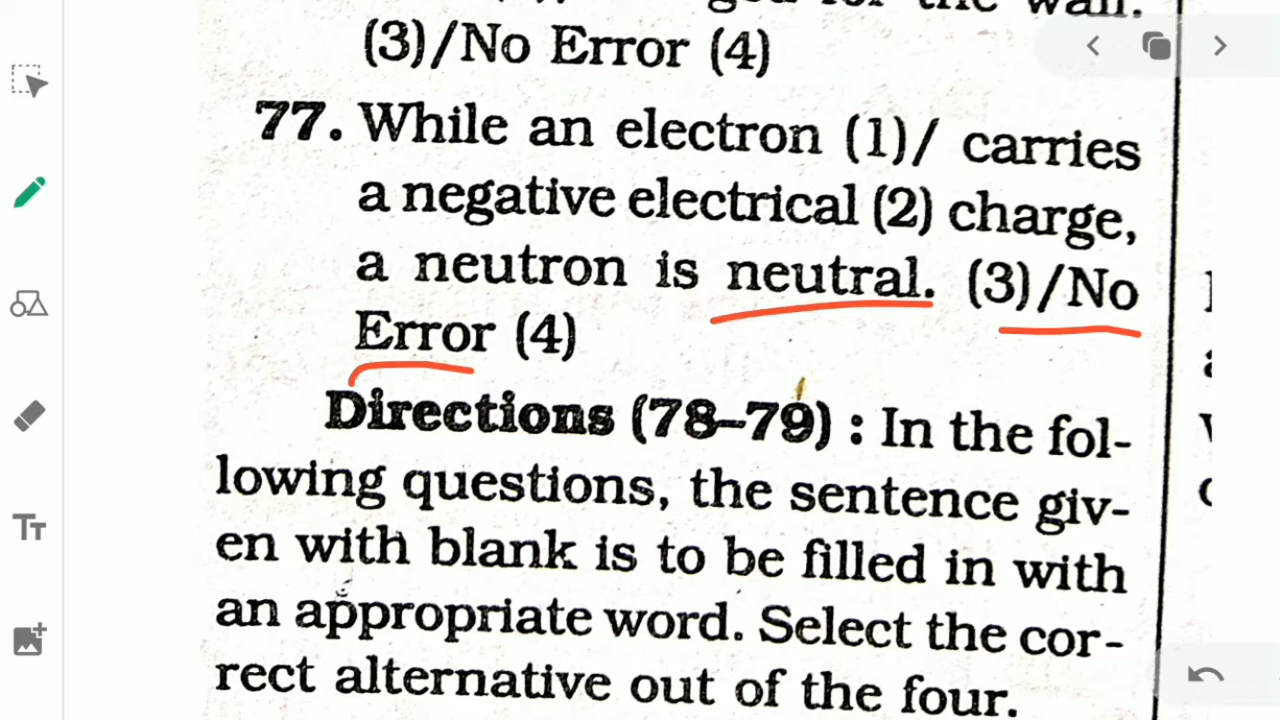 (3)/No Error (4)
77. While an electron (1)/ carries
a negative electrical (2) charge,
a neutron is neutral. (3)/No
Error (4)
Directions (78–79) : In the fol-
lowing questions, the sentence giv-
en with blank is to be filled in with
an appropriate word. Select the cor-
rect alternative out of the four.
Tт